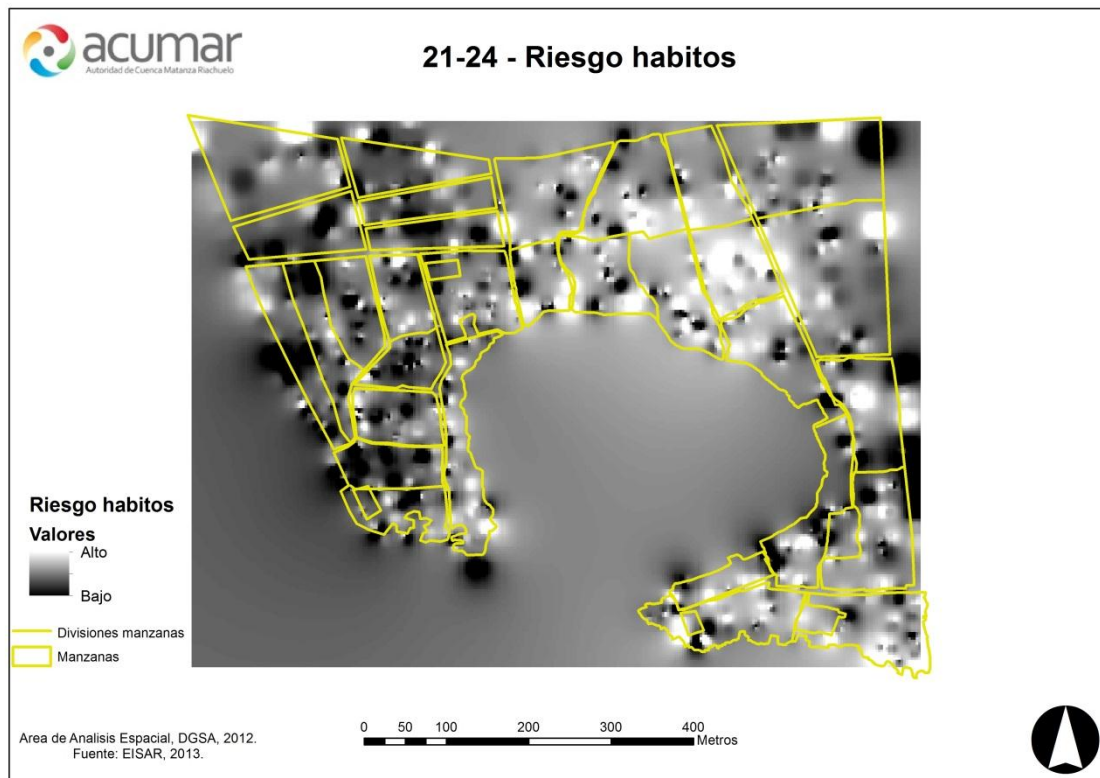 acumar
Autoridad de Cuenca Matanza Riachuelo
21-24 - Riesgo habitos
Riesgo habitos
Valores
Alto
Bajo
Divisiones manzanas
Manzanas
Area de Analisis Espacial, DGSA, 2012.
Fuente: EISAR, 2013.
0 50 100 200 300 400
Metros